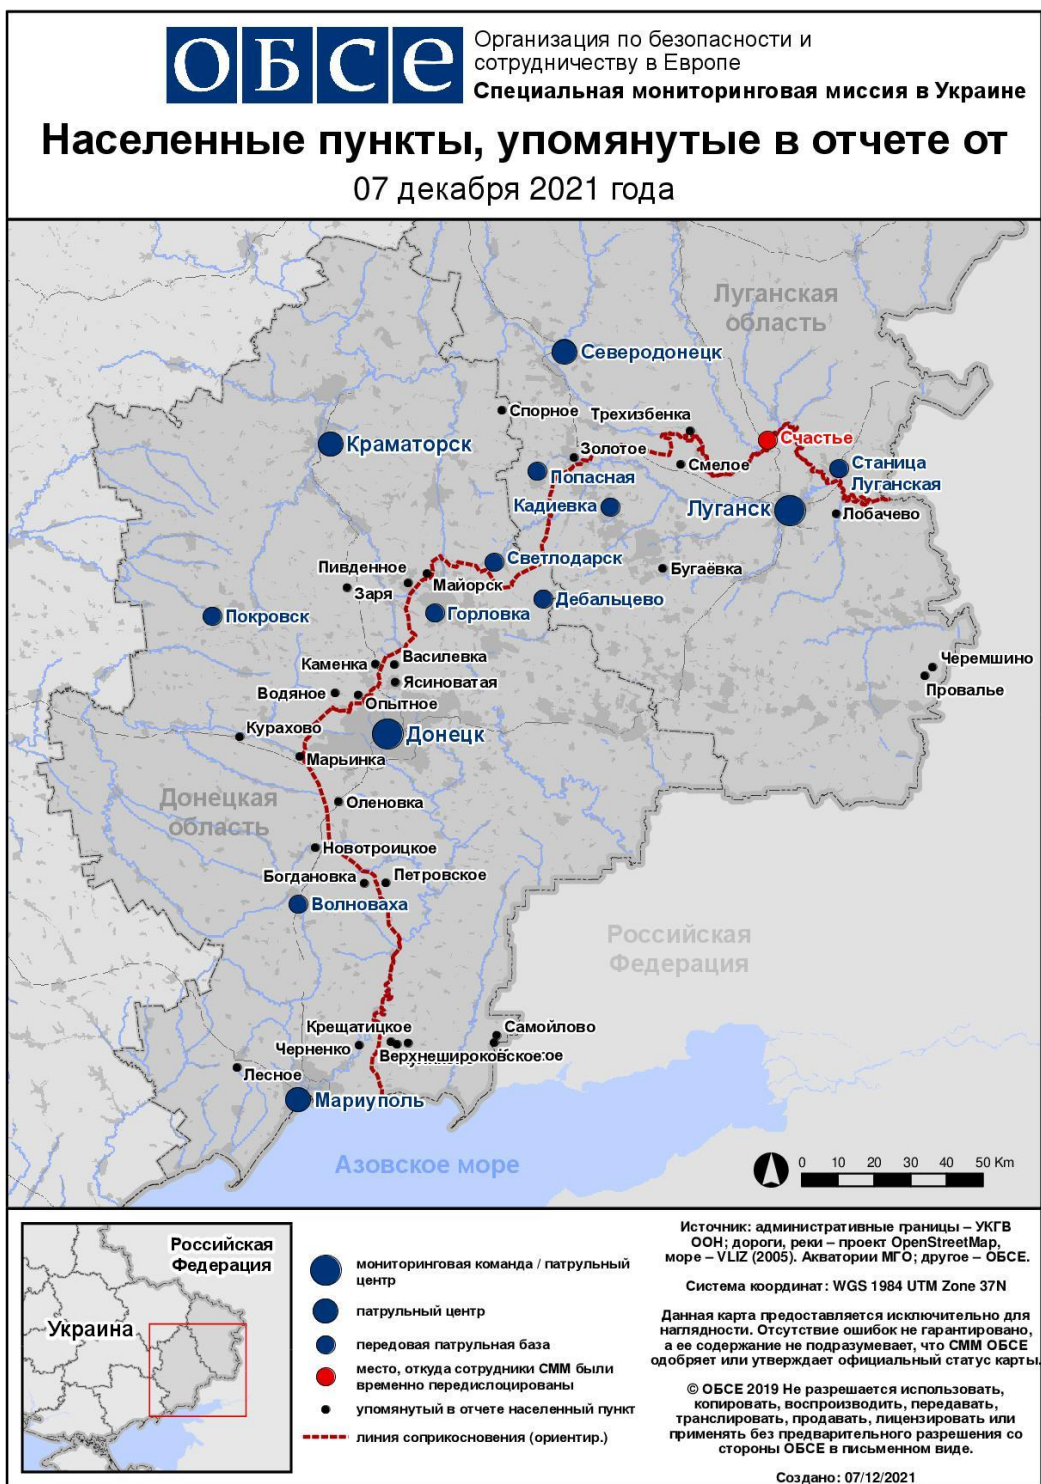 ОБСЕ
Организация по безопасности и
сотрудничеству в Европе
Специальная мониторинговая миссия в Украине
Населенные пункты, упомянутые в отчете от
07 декабря 2021 года
Луганская
область
Северодонецк
Спорное
Трехизбенка
Краматорск
Счастье
Золотое
Смелое
Станица
Луганская
Попасная
Кадиевка
Луганск
Лобачево
Светлодарск
Пивденное
Майорск
Бугаёвка
Заря
Дебальцево
Покровск
Горловка
Каменка
Василевка
Черемшино
Ясиноватая
Провалье
Водяное
Опытное
Курахово
Донецк
Марьинка
Донецкая
область
Оленовка
Новотроицкое
Богдановка
Петровское
Волноваха
Российская
Федерация
Крещатицкое
Самойлово
Черненко
Верхнешироковское
ое
Лесное
Мариуполь
Азовское море
0 10 20 30 40 50 Km
Российская
Федерация
Украина
мониторинговая команда / патрульный
центр
патрульный центр
передовая патрульная база
место, откуда сотрудники СММ были
временно передислоцированы
упомянутый в отчете населенный пункт
линия соприкосновения (ориентир.)
Источник: административные границы – УКГВ
ООН; дороги, реки – проект OpenStreetMap,
море – VLIZ (2005). Акватории МГО; другое – ОБСЕ.
Система координат: WGS 1984 UTM Zone 37N
Данная карта предоставляется исключительно для
наглядности. Отсутствие ошибок не гарантировано,
а ее содержание не подразумевает, что СММ ОБСЕ
одобряет или утверждает официальный статус карты.
© ОБСЕ 2019 Не разрешается использовать,
копировать, воспроизводить, передавать,
транслировать, продавать, лицензировать или
применять без предварительного разрешения со
стороны ОБСЕ в письменном виде.
Создано: 07/12/2021